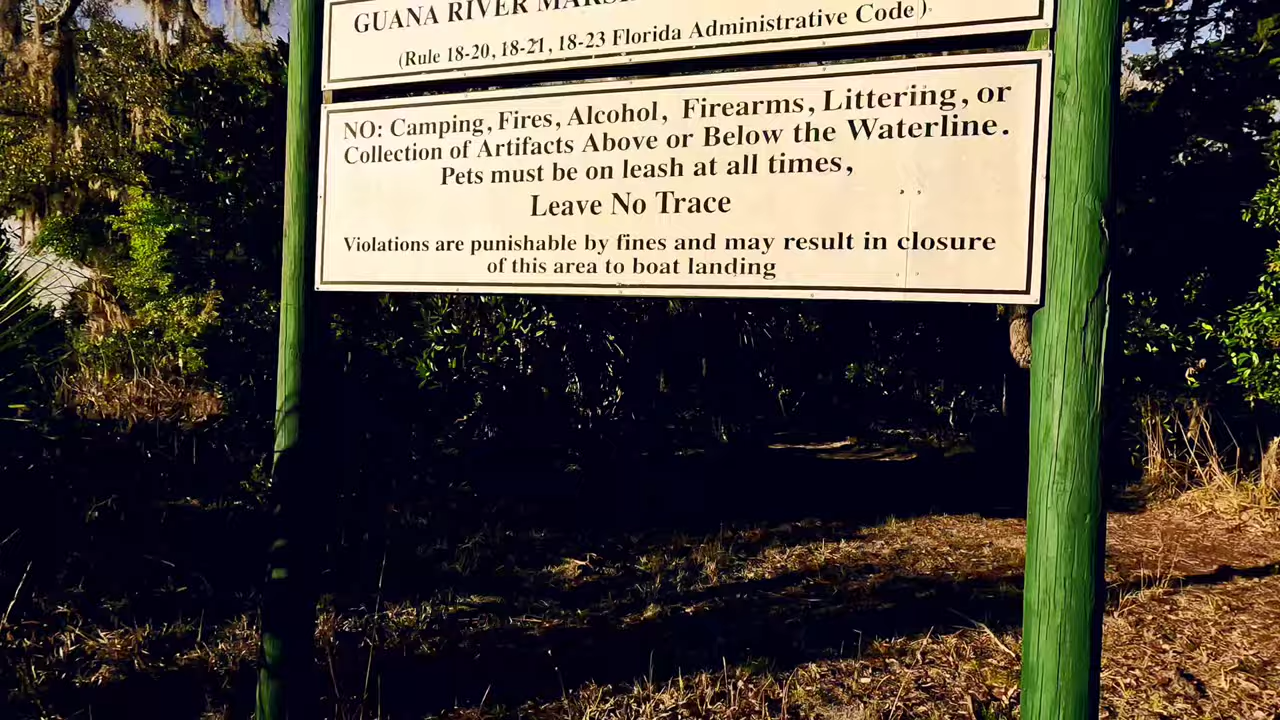 GUANA RIVER
(Rule 18-20, 18-21, 18-23 Florida Administrative Code)
NO: Camping, Fires, Alcohol, Firearms, Littering, or
Collection of Artifacts Above or Below the Waterline.
Pets must be on leash at all times,
Leave No Trace
Violations are punishable by fines and may result in closure
of this area to boat landing